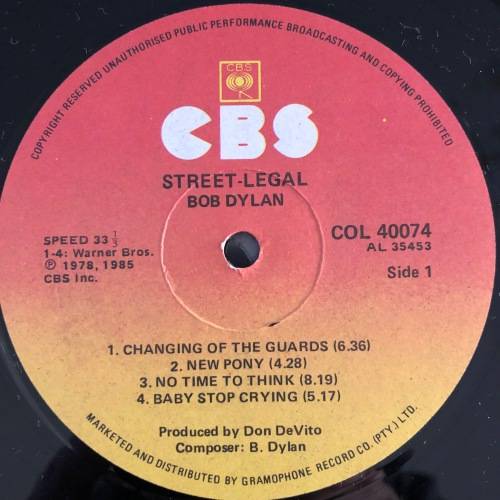 COPYRIGHT RESERVED UNAUTHORISED PUBLIC PERFORMANCE BROADCASTING AND COPYING PROHIBITED
CBS
CBS
STREET-LEGAL
BOB DYLAN
SPEED 33 1/3
1-4: Warner Bros.
℗ 1978, 1985
CBS Inc.
COL 40074
AL 35453
Side 1
1. CHANGING OF THE GUARDS (6.36)
2. NEW PONY (4.28)
3. NO TIME TO THINK (8.19)
4. BABY STOP CRYING (5.17)
Produced by Don DeVito
Composer: B. Dylan
MARKETED AND DISTRIBUTED BY GRAMOPHONE RECORD CO. (PTY.) LTD.